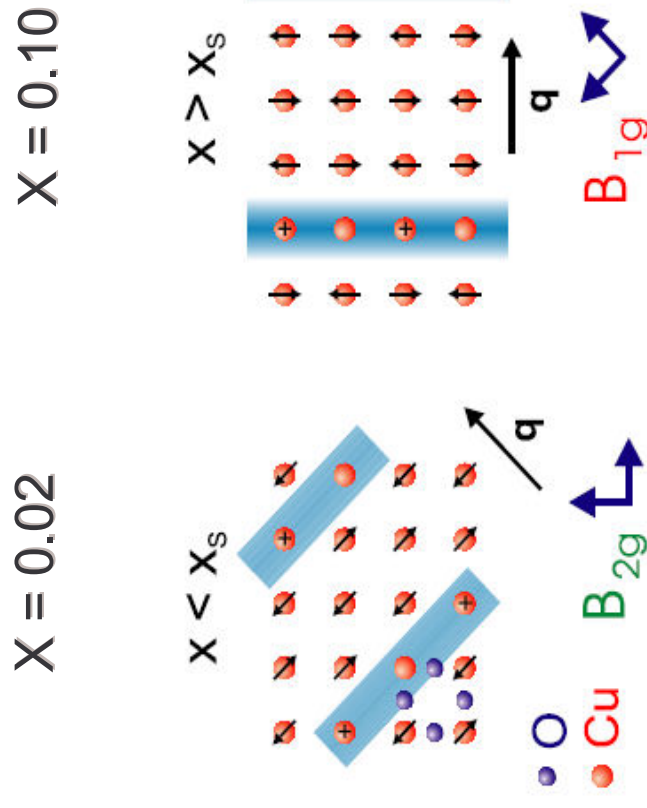 X = 0.02
X = 0.10
x < x_s
x > x_s
q
q
O
Cu
B_2g
B_1g